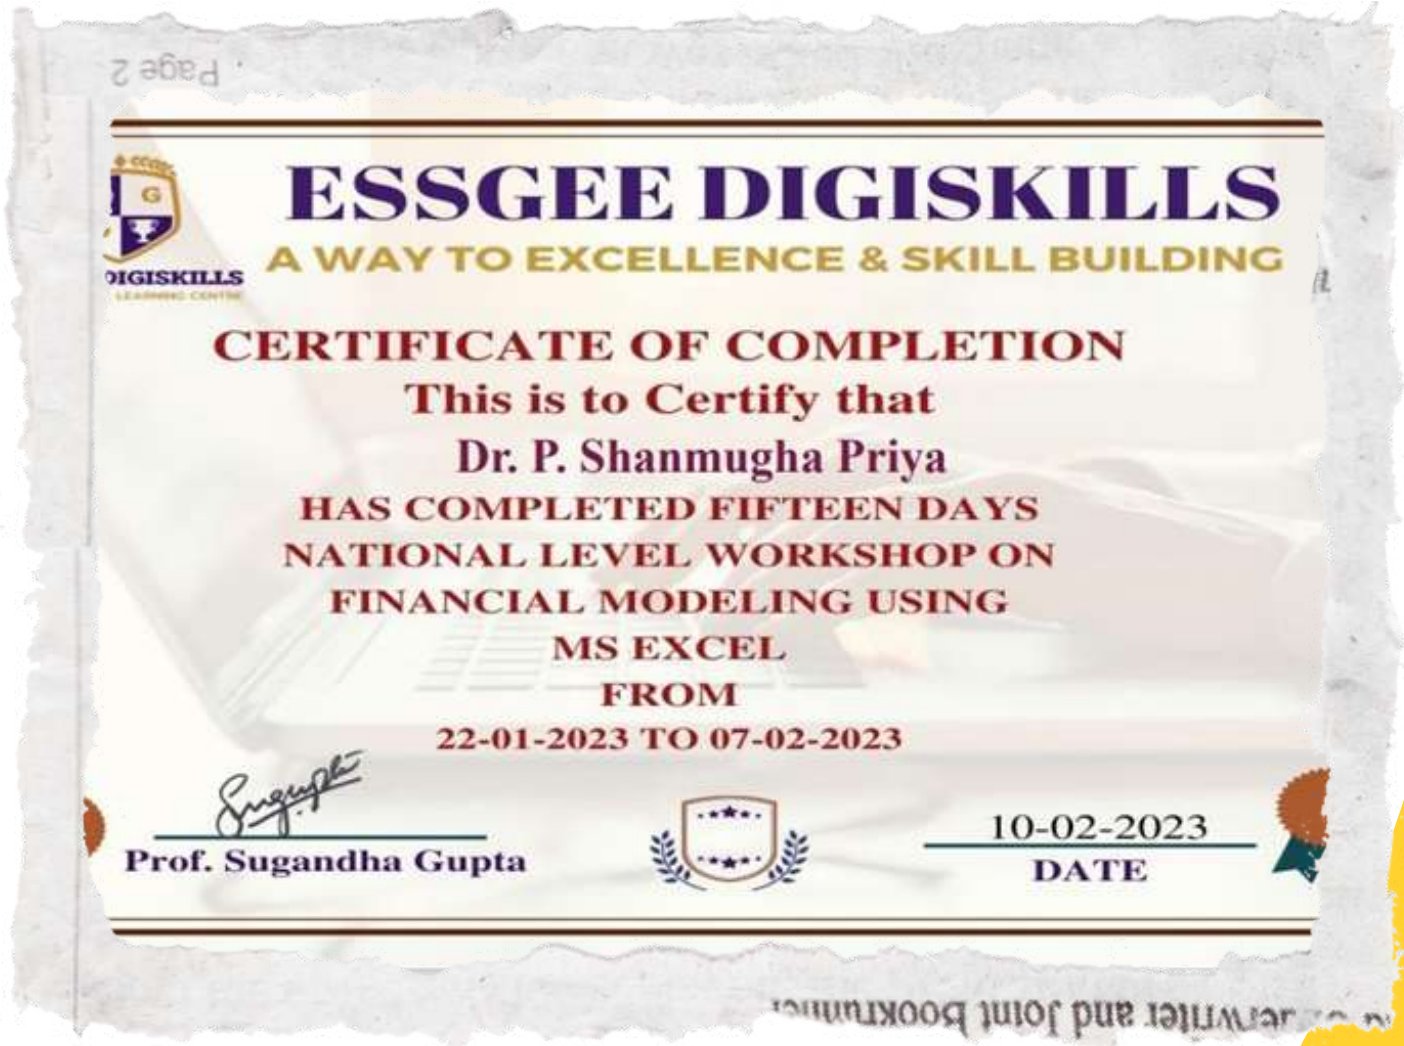 Page 2
ESSGEE DIGISKILLS
A WAY TO EXCELLENCE & SKILL BUILDING
G
DIGISKILLS
LEARNING CENTRE
CERTIFICATE OF COMPLETION
This is to Certify that
Dr. P. Shanmugha Priya
HAS COMPLETED FIFTEEN DAYS
NATIONAL LEVEL WORKSHOP ON
FINANCIAL MODELING USING
MS EXCEL
FROM
22-01-2023 TO 07-02-2023
10-02-2023
Prof. Sugandha Gupta
DATE
and Joint Bookrunner